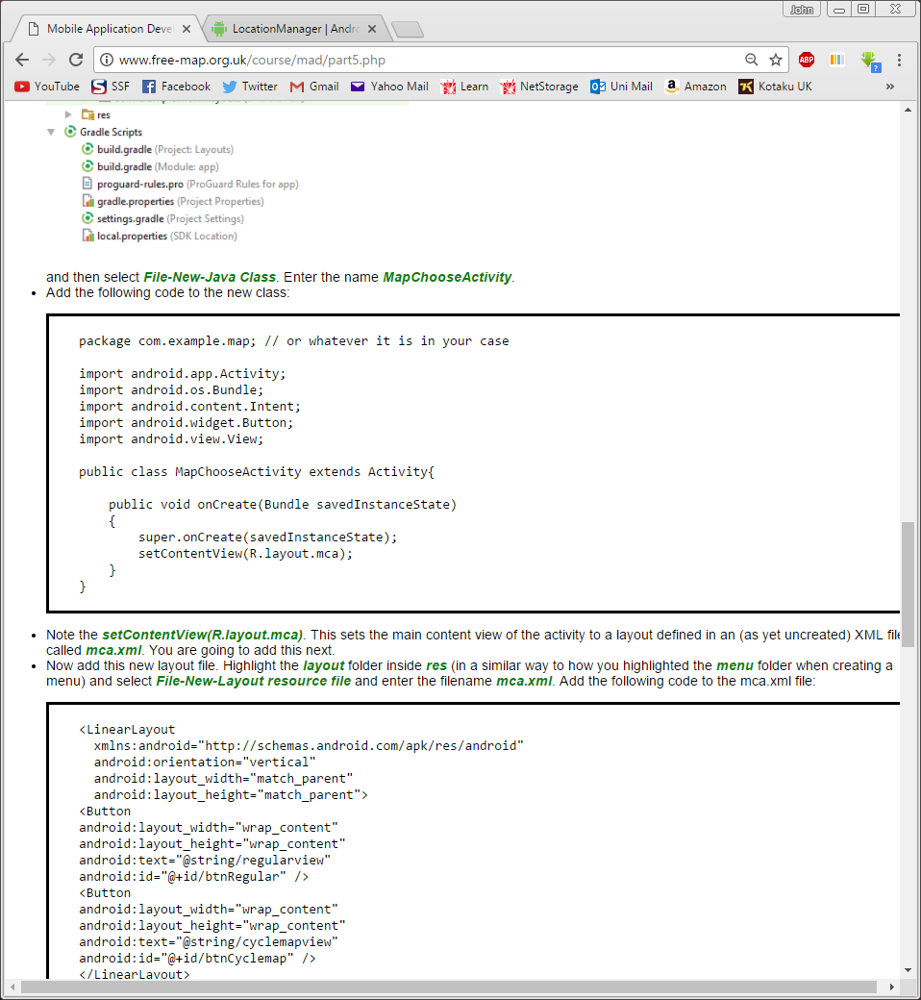 John
Mobile Application Deve
LocationManager | Andro
www.free-map.org.uk/course/mad/part5.php
ABP
?
YouTube
S SSF
Facebook
Twitter
Gmail
Yahoo Mail
Learn
NetStorage
Uni Mail
Amazon
Kotaku UK
»
res
Gradle Scripts
build.gradle (Project: Layouts)
build.gradle (Module: app)
proguard-rules.pro (ProGuard Rules for app)
gradle.properties (Project Properties)
settings.gradle (Project Settings)
local.properties (SDK Location)
and then select File-New-Java Class. Enter the name MapChooseActivity.
• Add the following code to the new class:
package com.example.map; // or whatever it is in your case
import android.app.Activity;
import android.os.Bundle;
import android.content.Intent;
import android.widget.Button;
import android.view.View;
public class MapChooseActivity extends Activity{
public void onCreate(Bundle savedInstanceState)
{
super.onCreate(savedInstanceState);
setContentView(R.layout.mca);
}
}
• Note the setContentView(R.layout.mca). This sets the main content view of the activity to a layout defined in an (as yet uncreated) XML file
called mca.xml. You are going to add this next.
• Now add this new layout file. Highlight the layout folder inside res (in a similar way to how you highlighted the menu folder when creating a
menu) and select File-New-Layout resource file and enter the filename mca.xml. Add the following code to the mca.xml file:
<LinearLayout
xmlns:android="http://schemas.android.com/apk/res/android"
android:orientation="vertical"
android:layout_width="match_parent"
android:layout_height="match_parent">
<Button
android:layout_width="wrap_content"
android:layout_height="wrap_content"
android:text="@string/regularview"
android:id="@+id/btnRegular" />
<Button
android:layout_width="wrap_content"
android:layout_height="wrap_content"
android:text="@string/cyclemapview"
android:id="@+id/btnCyclemap" />
</LinearLayout>